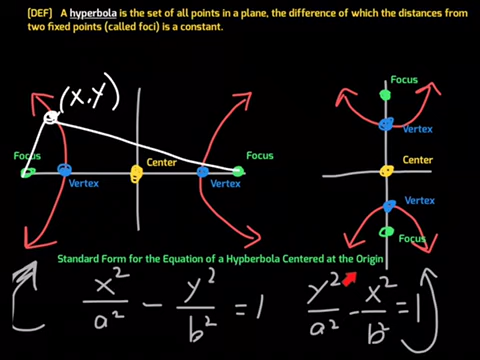 [DEF] A hyperbola is the set of all points in a plane, the difference of which the distances from
two fixed points (called foci) is a constant.
(x,y)
Focus
Center
Focus
Vertex
Vertex
Focus
Vertex
Center
Vertex
Focus
Standard Form for the Equation of a Hypberbola Centered at the Origin
x²/a² - y²/b² = 1
y²/a² - x²/b² = 1